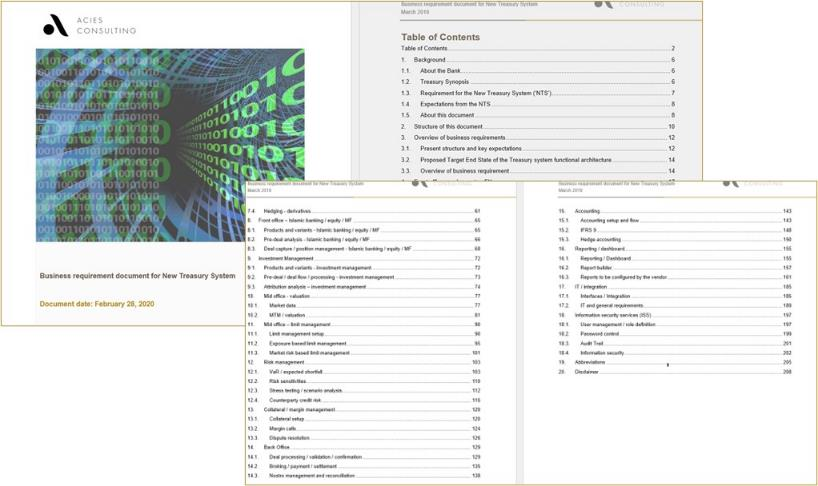 ACIES
CONSULTING
Business requirement document for New Treasury System
Document date: February 28, 2020
Business requirement document for New Treasury System
March 2019
CONSULTING
Table of Contents
Table of Contents 2
1. Background 6
1.1. About the Bank 6
1.2. Treasury Synopsis 6
1.3. Requirement for the New Treasury System ('NTS') 7
1.4. Expectations from the NTS 8
1.5. About this document 8
2. Structure of this document 10
3. Overview of business requirements 12
3.1. Present structure and key expectations 12
3.2. Proposed Target End State of the Treasury system functional architecture 14
3.3. Overview of business requirement 14
Business requirement document for New Treasury System
March 2019
CONSULTING
7.4 Hedging - derivatives 61
8. Front office - Islamic banking / equity / MF 65
8.1. Products and variants - Islamic banking / equity / MF 65
8.2. Pre-deal analysis - Islamic banking / equity / MF 66
8.3. Deal capture / position management - Islamic banking / equity / MF 68
9. Investment Management 72
9.1. Products and variants - Investment management 72
9.2. Pre-deal / deal flow / processing - investment management 73
9.3. Attribution analysis – investment management 74
10. Mid office - valuation 77
10.1. Market data 77
10.2. MTM / valuation 81
11. Mid office – limit management 90
11.1. Limit management setup 90
11.2. Exposure based limit management 95
11.3. Market risk based limit management 101
12. Risk management 103
12.1. VaR / expected shortfall 103
12.2. Risk sensitivities 110
12.3. Stress testing / scenario analysis 112
12.4. Counterparty credit risk 116
13. Collateral / margin management 120
13.1. Collateral setup 120
13.2. Margin calls 124
13.3. Dispute resolution 126
14. Back Office 129
14.1. Deal processing / validation / confirmation 129
14.2. Broking / payment / settlement 135
14.3. Nostro management and reconciliation 138
Business requirement document for New Treasury System
March 2019
CONSULTING
15. Accounting 143
15.1. Accounting setup and flow 143
15.2. IFRS 9 148
15.3. Hedge accounting 150
16. Reporting / dashboard 155
16.1. Reporting / Dashboard 155
16.2. Report builder 157
16.3. Reports to be configured by the vendor 161
17. IT / Integration 185
17.1. Interfaces / Integration 185
17.2. IT and general requirements 189
18. Information security services (ISS) 197
18.1. User management / role definition 197
18.2. Password control 199
18.3. Audit Trail 201
18.4. Information security 202
19. Abbreviations 205
20. Disclaimer 208